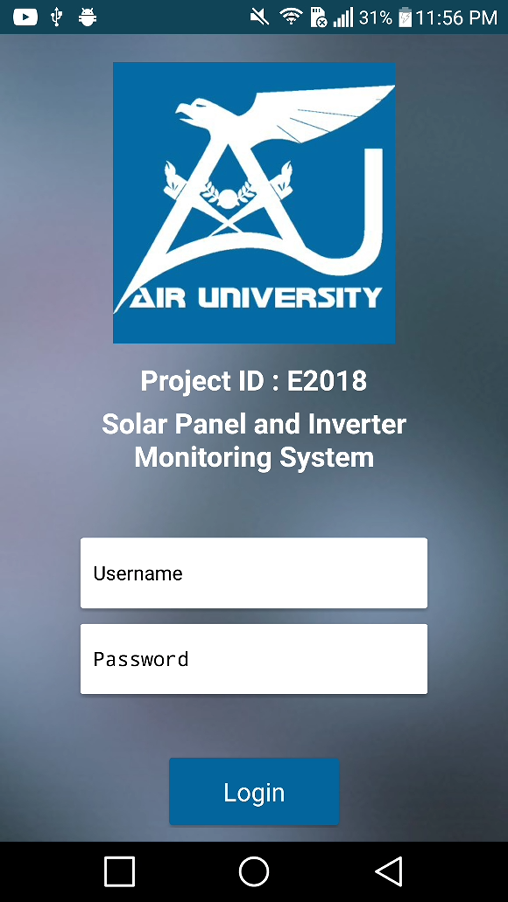 31% 11:56 PM
AIR UNIVERSITY
Project ID : E2018
Solar Panel and Inverter
Monitoring System
Username
Password
Login